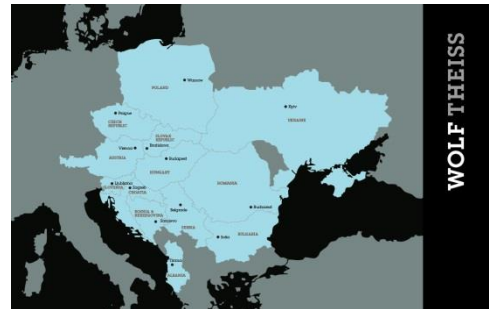 POLAND
Warsaw
Prague
CZECH
REPUBLIC
Kyiv
UKRAINE
SLOVAK
REPUBLIC
Vienna
Bratislava
AUSTRIA
Budapest
HUNGARY
Ljubljana
SLOVENIA
Zagreb
CROATIA
ROMANIA
BOSNIA &
HERZEGOVINA
Belgrade
Bucharest
Sarajevo
SERBIA
Sofia
BULGARIA
Tirana
ALBANIA
WOLF THEISS